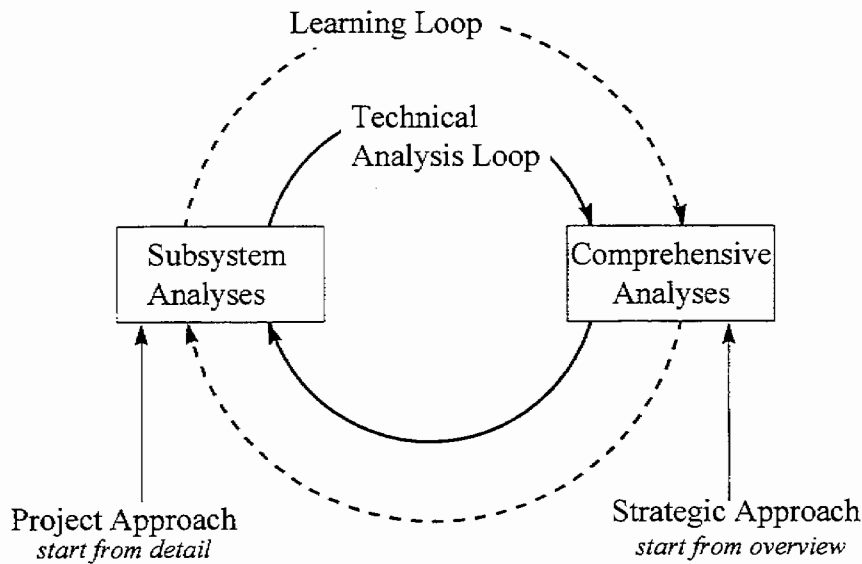 Learning Loop
Technical
Analysis Loop
Subsystem
Analyses
Comprehensive
Analyses
Project Approach
start from detail
Strategic Approach
start from overview